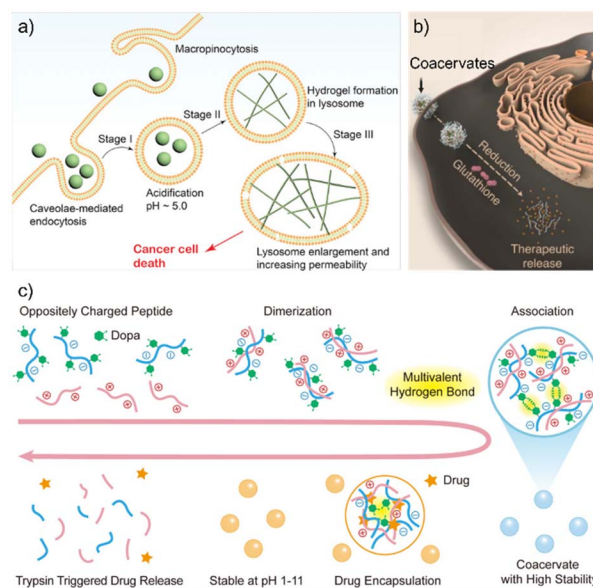 a)
Macropinocytosis
Hydrogel formation
in lysosome
Stage I
Stage II
Stage III
Acidification
pH ~ 5.0
Caveolae-mediated
endocytosis
Cancer cell
death
Lysosome enlargement and
increasing permeability
b)
Coacervates
Reduction
Glutathione
Therapeutic
release
c)
Oppositely Charged Peptide
Dimerization
Association
Dopa
Multivalent
Hydrogen Bond
Drug
Trypsin Triggered Drug Release
Stable at pH 1-11
Drug Encapsulation
Coacervate
with High Stability